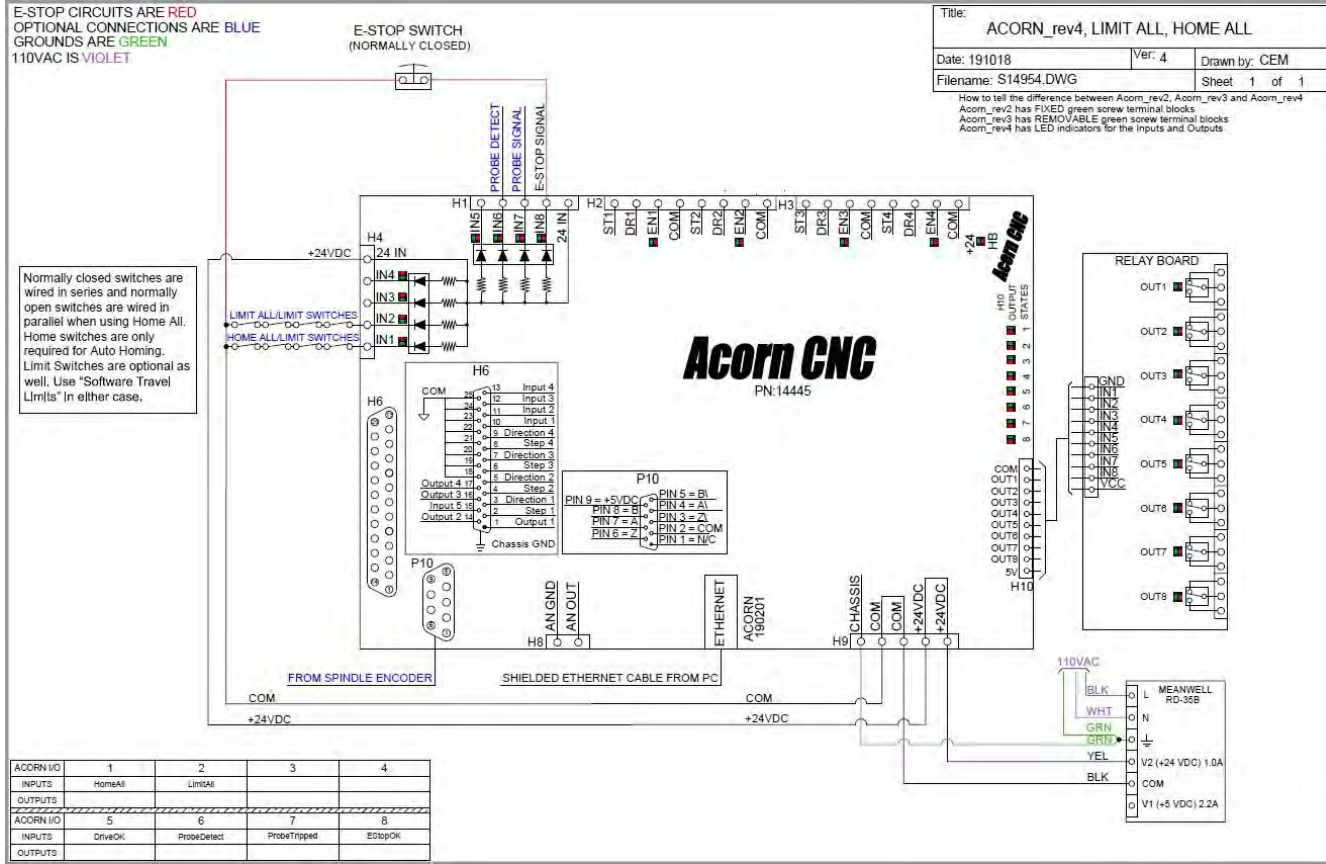 E-STOP CIRCUITS ARE RED
OPTIONAL CONNECTIONS ARE BLUE
GROUNDS ARE GREEN
110VAC IS VIOLET
E-STOP SWITCH
(NORMALLY CLOSED)
Title:
ACORN_rev4, LIMIT ALL, HOME ALL
Date: 191018
Ver: 4
Drawn by: CEM
Filename: S14954.DWG
Sheet 1 of 1
How to tell the difference between Acorn_rev2, Acorn_rev3 and Acorn_rev4
Acorn_rev2 has FIXED green screw terminal blocks
Acorn_rev3 has REMOVABLE green screw terminal blocks
Acorn_rev4 has LED indicators for the Inputs and Outputs
PROBE DETECT
PROBE SIGNAL
E-STOP SIGNAL
H1
IN5
IN6
IN7
IN8
24 IN
H2
ST1
DR1
EN1
COM
ST2
DR2
EN2
COM
H3
ST3
DR3
EN3
COM
ST4
DR4
EN4
COM
+24
HB
Acorn CNC
H4
+24VDC
24 IN
IN4
IN3
IN2
IN1
LIMIT ALL/LIMIT SWITCHES
HOME ALL/LIMIT SWITCHES
Normally closed switches are
wired in series and normally
open switches are wired in
parallel when using Home All.
Home switches are only
required for Auto Homing.
Limit Switches are optional as
well. Use "Software Travel
Limits" in either case.
Acorn CNC
PN:14445
H10
OUTPUT
STATES
1
2
3
4
5
6
7
8
RELAY BOARD
OUT1
OUT2
OUT3
OUT4
OUT5
OUT6
OUT7
OUT8
GND
IN1
IN2
IN3
IN4
IN5
IN6
IN7
IN8
VCC
COM
OUT1
OUT2
OUT3
OUT4
OUT5
OUT6
OUT7
OUT8
5V
H10
H6
H6
COM
25
24
23
22
21
20
19
18
Output 4 17
Output 3 16
Input 5 15
Output 2 14
13 Input 4
12 Input 3
11 Input 2
10 Input 1
9 Direction 4
8 Step 4
7 Direction 3
6 Step 3
5 Direction 2
4 Step 2
3 Direction 1
2 Step 1
1 Output 1
Chassis GND
P10
PIN 9 = +5VDC
PIN 8 = B
PIN 7 = A
PIN 6 = Z
PIN 5 = B\
PIN 4 = A\
PIN 3 = Z\
PIN 2 = COM
PIN 1 = N/C
P10
H8
AN GND
AN OUT
ETHERNET
ACORN
190201
H9
CHASSIS
COM
COM
+24VDC
+24VDC
FROM SPINDLE ENCODER
SHIELDED ETHERNET CABLE FROM PC
COM
COM
+24VDC
+24VDC
110VAC
BLK
WHT
GRN
GRN
YEL
BLK
MEANWELL
RD-35B
L
N
V2 (+24 VDC) 1.0A
COM
V1 (+5 VDC) 2.2A
ACORN I/O 1 2 3 4
INPUTS HomeAll LimitAll
OUTPUTS
ACORN I/O 5 6 7 8
INPUTS DriveOK ProbeDetect ProbeTripped EStopOK
OUTPUTS